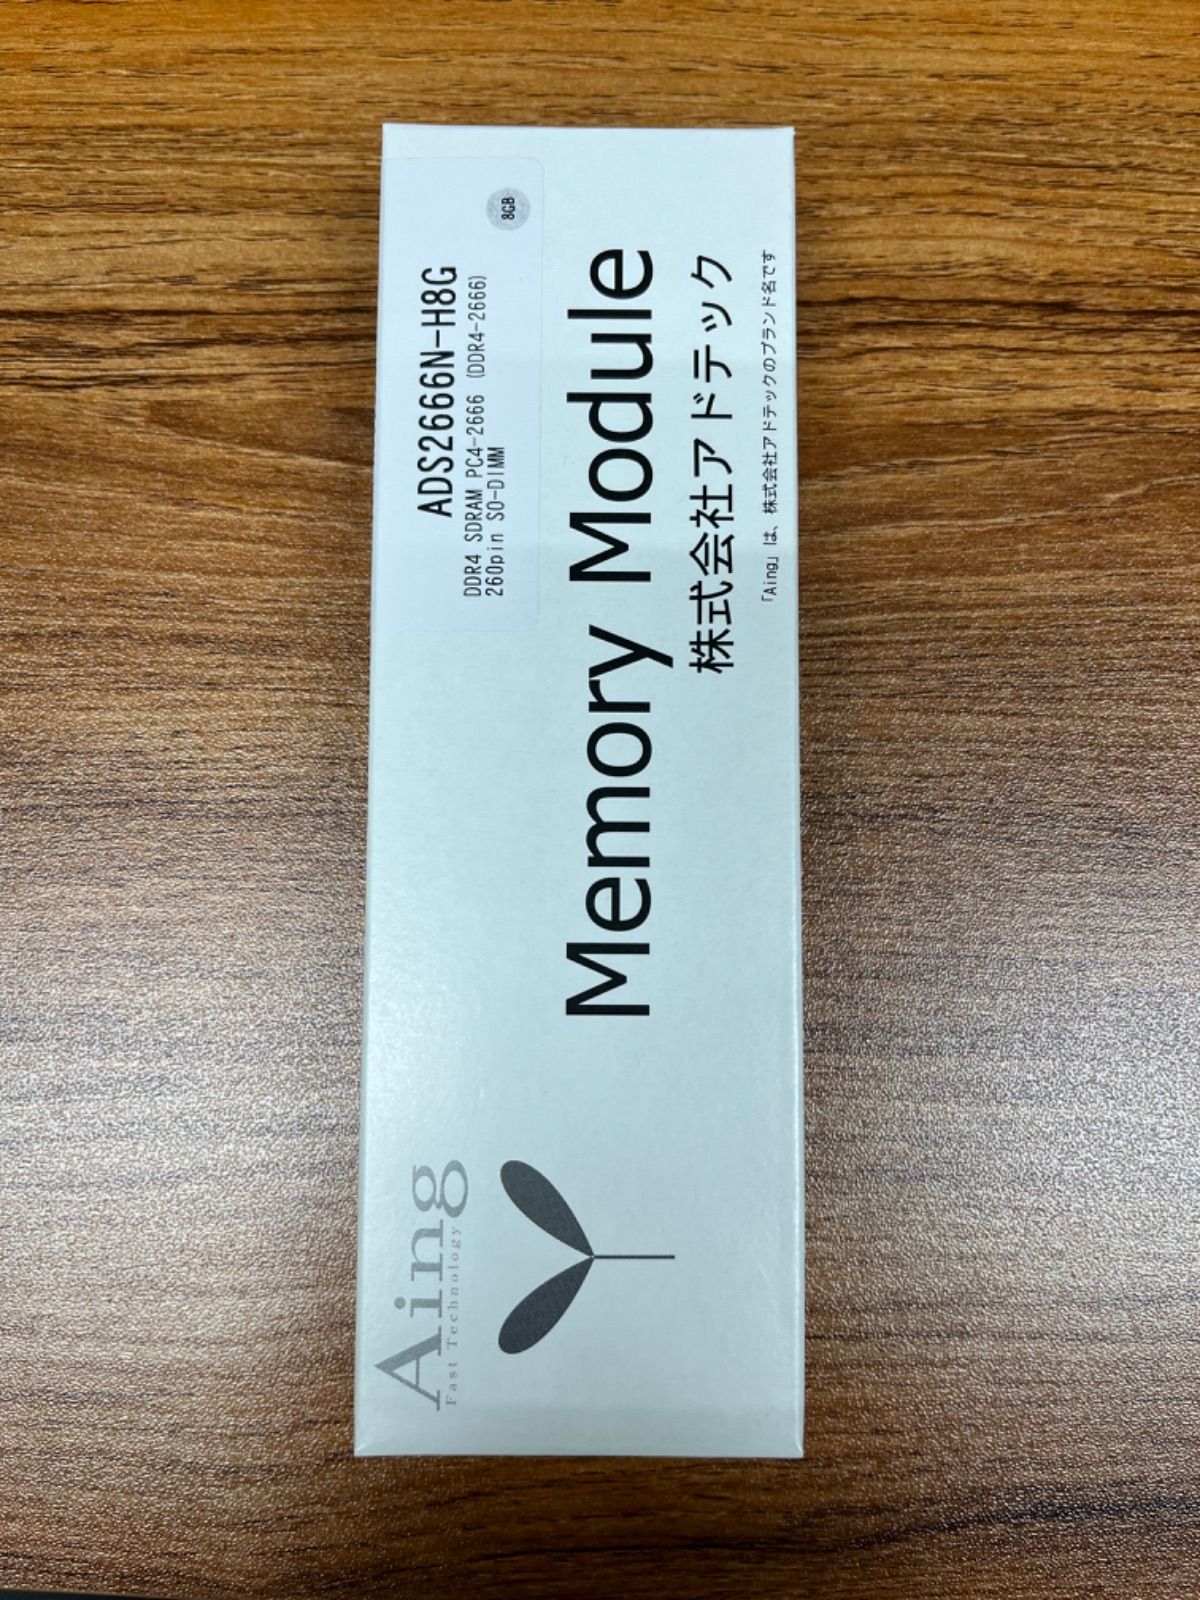 Aing
Fast Technology
ADS2666N-H8G
DDR4 SDRAM PC4-2666 (DDR4-2666)
260pin SO-DIMM
8GB
Memory Module
株式会社アドテック
「Aing」は、株式会社アドテックのブランド名です